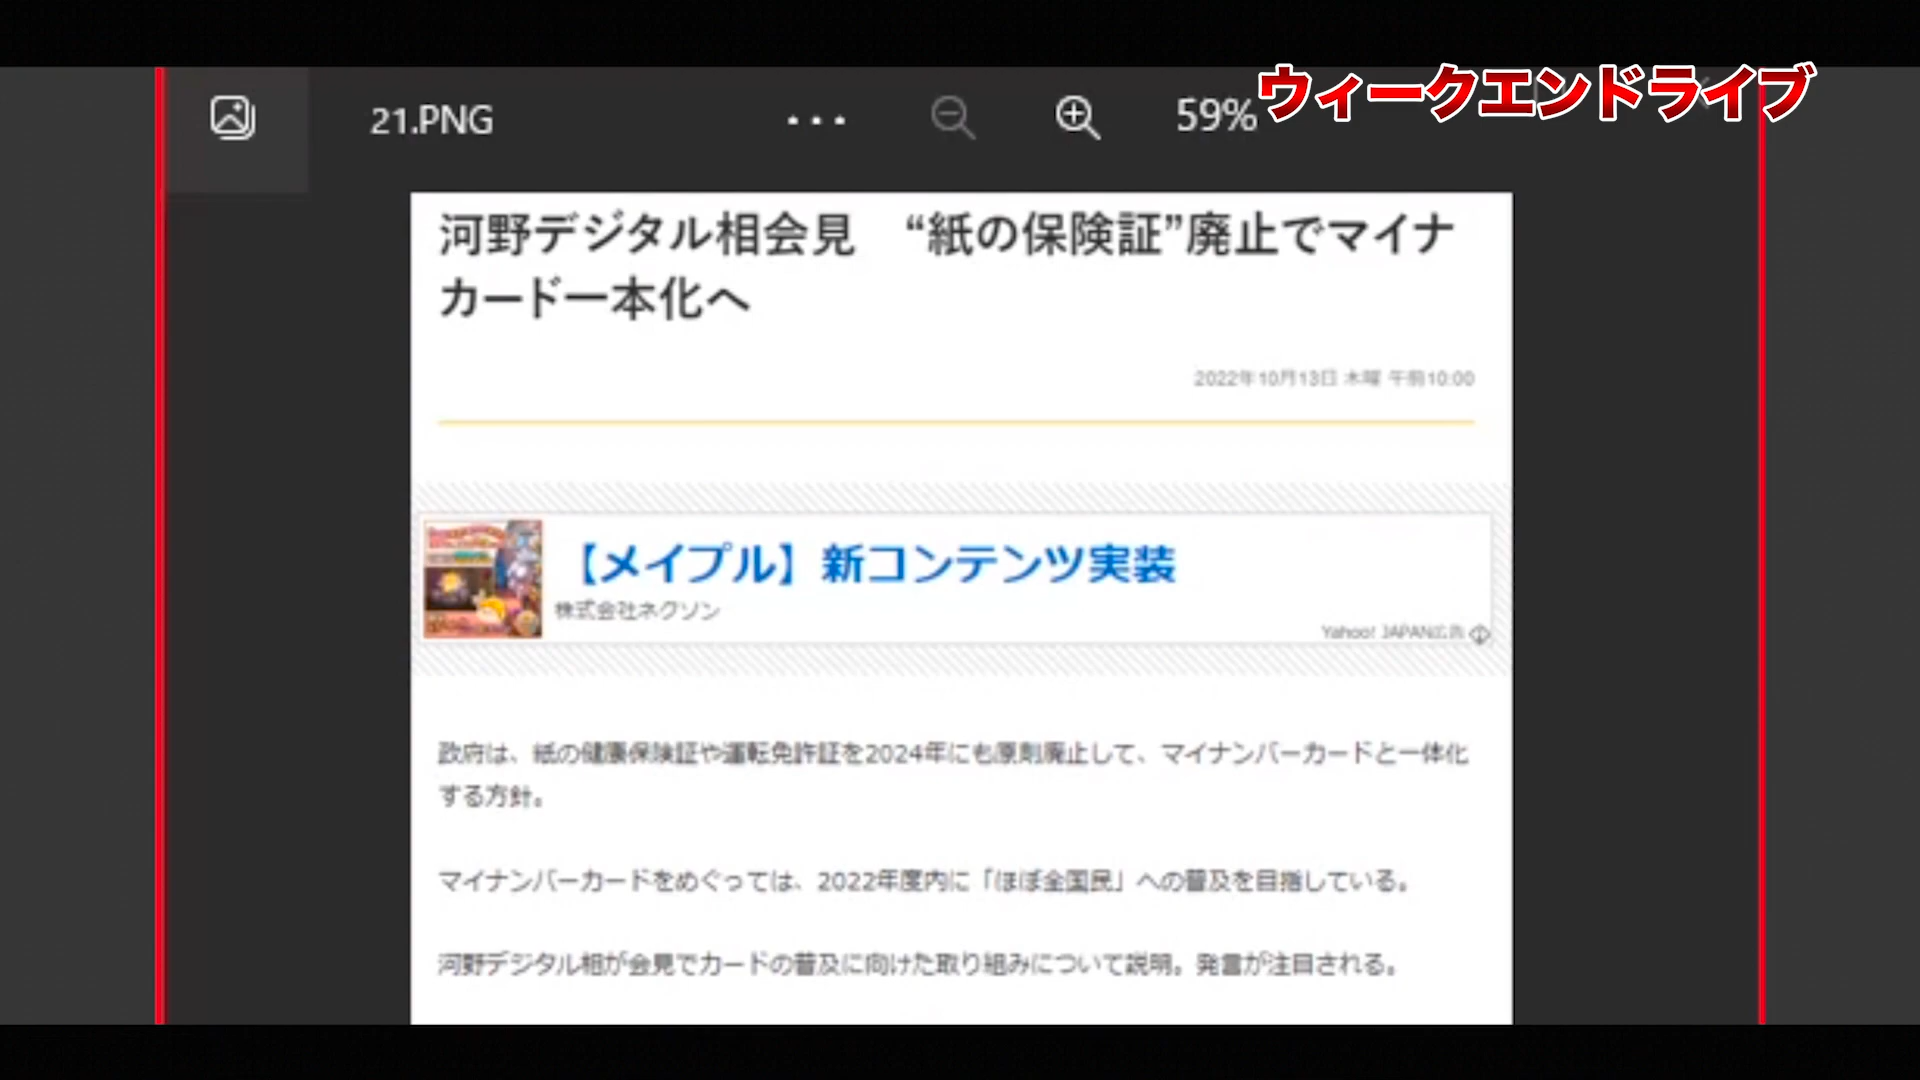 ウィークエンドライブ
21.PNG
59%
河野デジタル相会見　“紙の保険証”廃止でマイナ
カード一本化へ
2022年10月13日 木曜 午前10:00
【メイプル】新コンテンツ実装
株式会社ネクソン
Yahoo! JAPAN広告
政府は、紙の健康保険証や運転免許証を2024年にも原則廃止して、マイナンバーカードと一体化
する方針。
マイナンバーカードをめぐっては、2022年度内に「ほぼ全国民」への普及を目指している。
河野デジタル相が会見でカードの普及に向けた取り組みについて説明。発言が注目される。